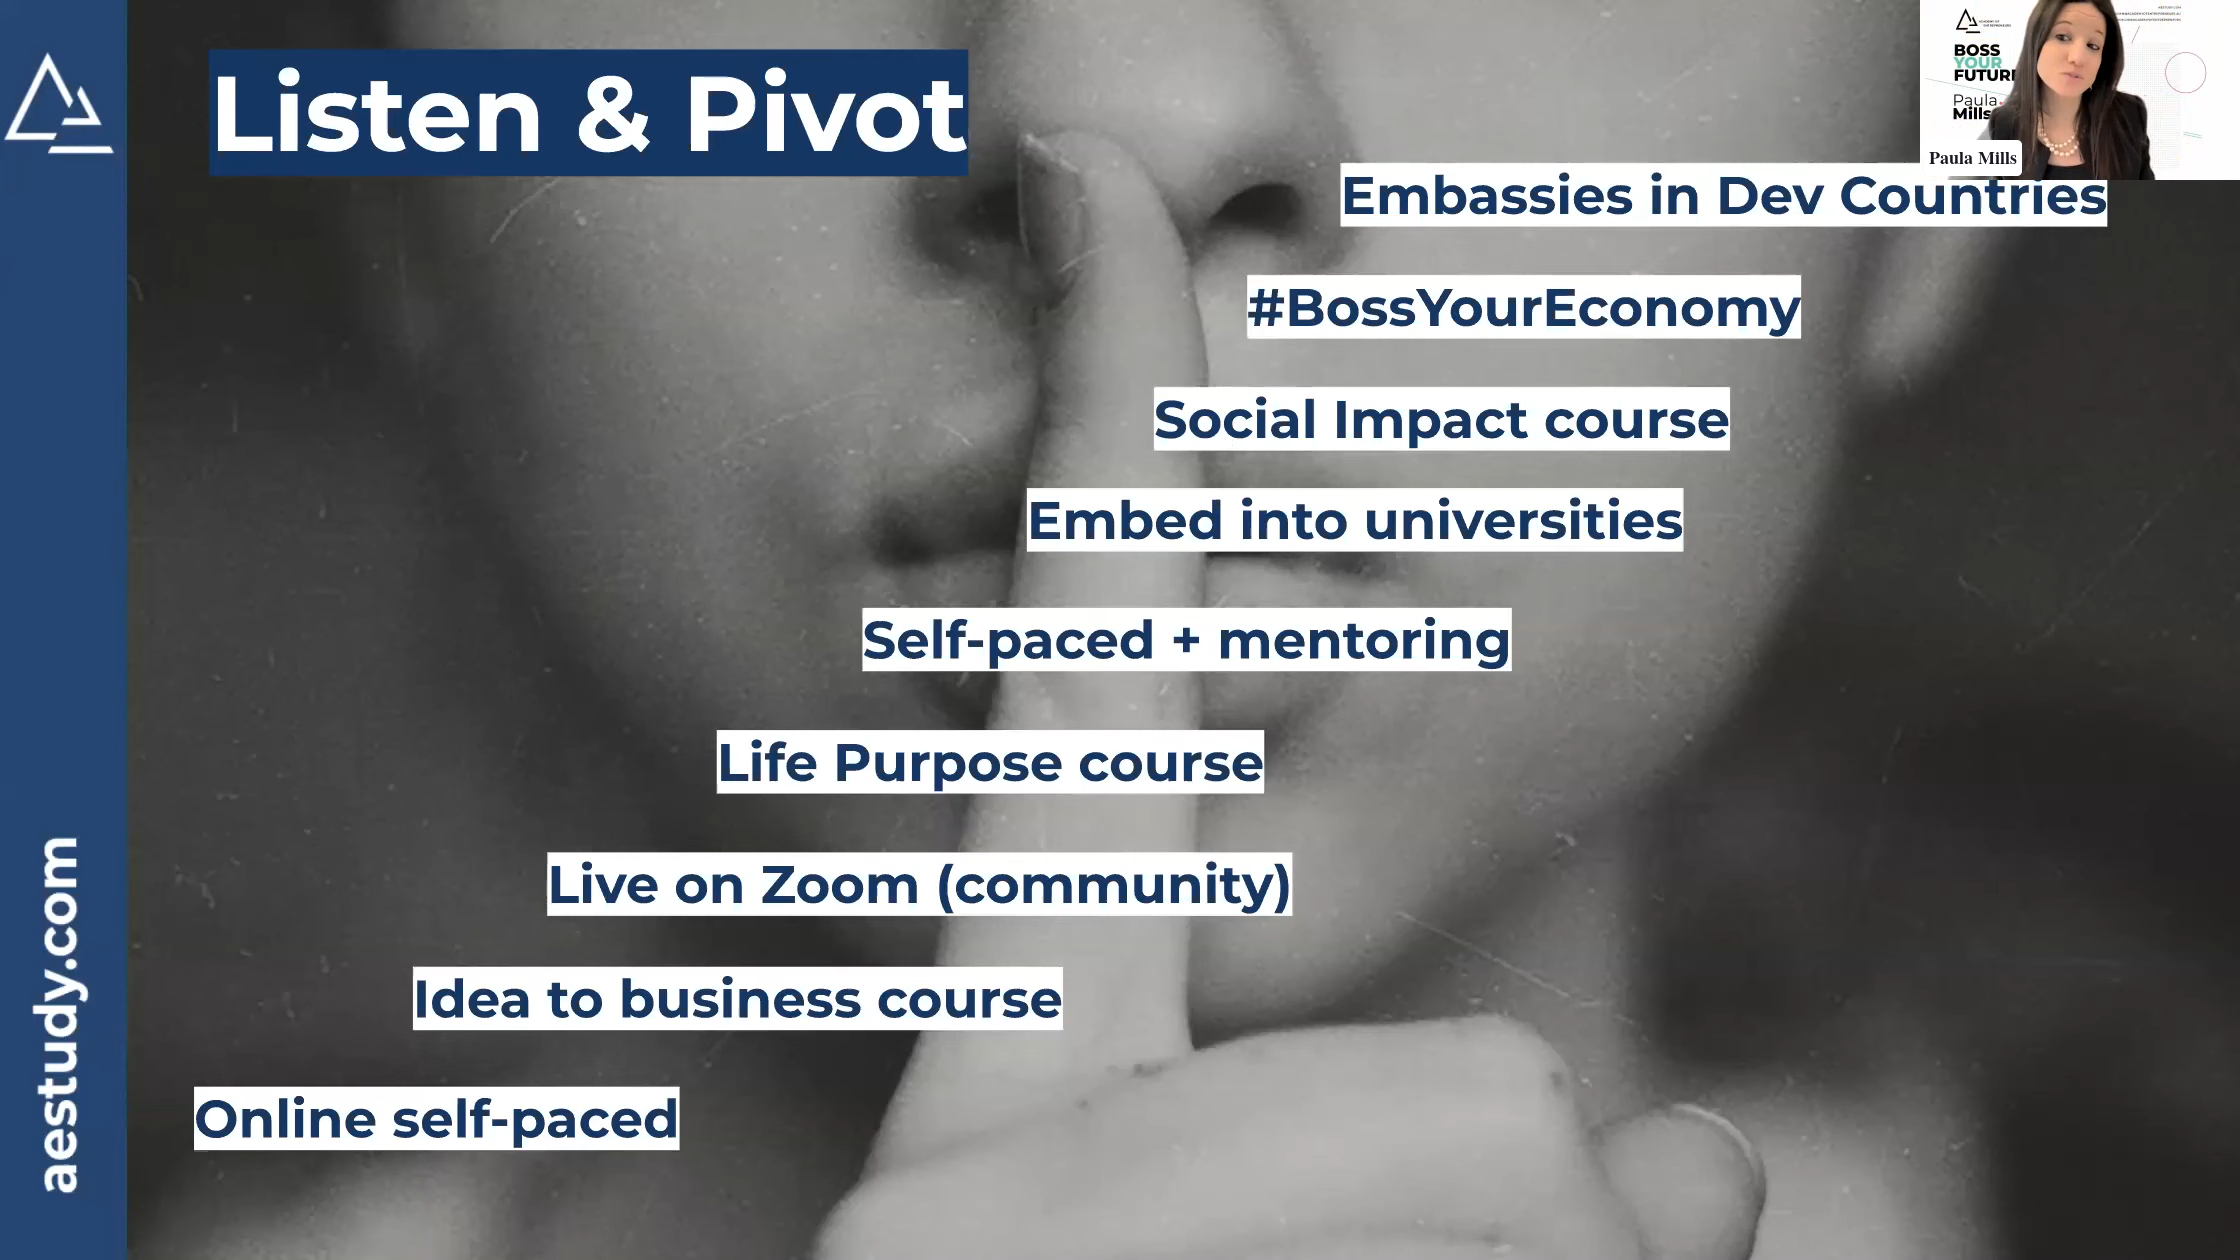 Listen & Pivot
Embassies in Dev Countries
#BossYourEconomy
Social Impact course
Embed into universities
Self-paced + mentoring
Life Purpose course
Live on Zoom (community)
Idea to business course
Online self-paced
aestudy.com
BOSS
YOUR
Paula
Mills
Paula Mills